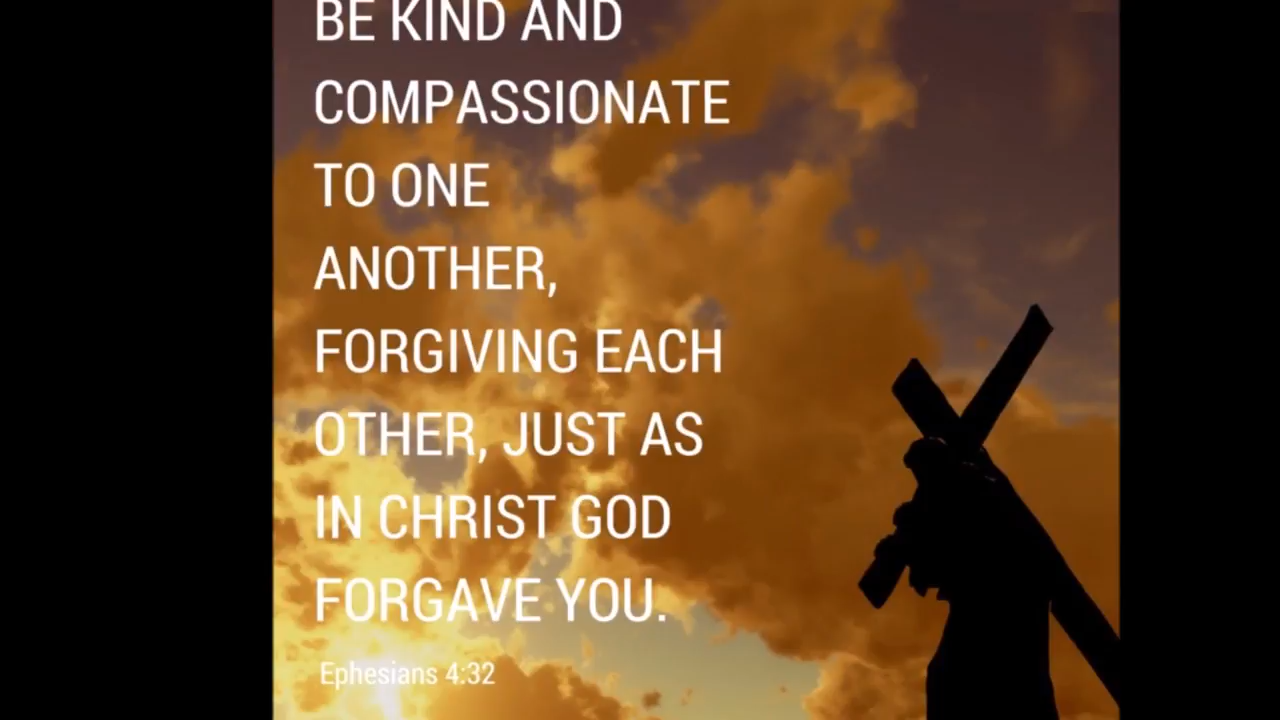 BE KIND AND
COMPASSIONATE
TO ONE
ANOTHER,
FORGIVING EACH
OTHER, JUST AS
IN CHRIST GOD
FORGAVE YOU.
Ephesians 4:32